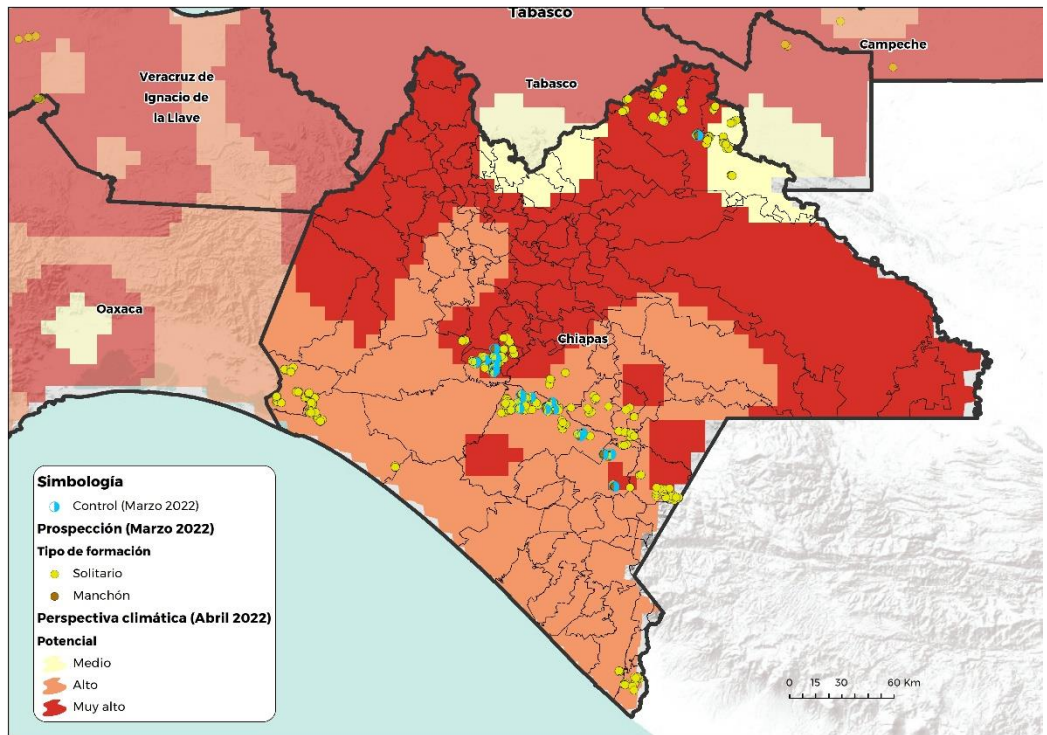 Tabasco
Campeche
Veracruz de
Ignacio de
la Llave
Tabasco
Oaxaca
Chiapas
Simbología
Control (Marzo 2022)
Prospección (Marzo 2022)
Tipo de formación
Solitario
Manchón
Perspectiva climática (Abril 2022)
Potencial
Medio
Alto
Muy alto
0 15 30 60 Km